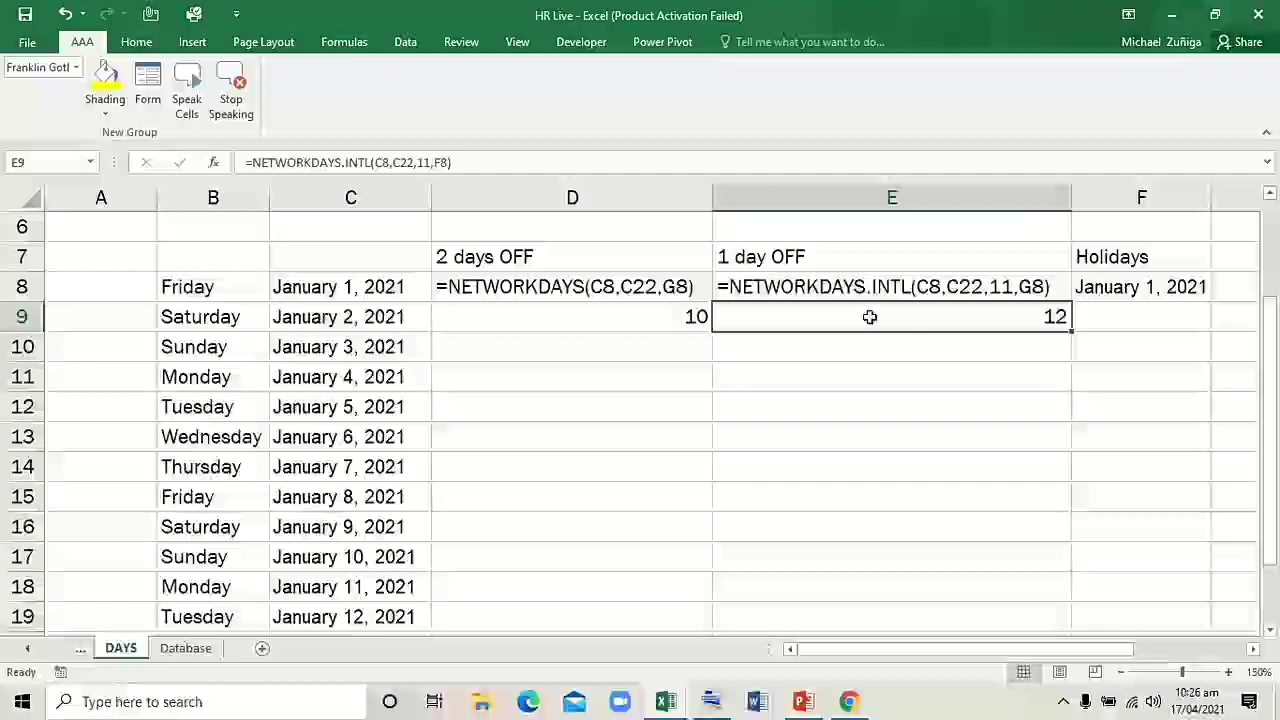 HR Live - Excel (Product Activation Failed)
File AAA Home Insert Page Layout Formulas Data Review View Developer Power Pivot Tell me what you want to do... Michael Zuñiga Share
Franklin Gotl
Shading Form Speak Cells Stop Speaking
New Group
E9 fx =NETWORKDAYS.INTL(C8,C22,11,F8)
A B C D E F
6
7 2 days OFF 1 day OFF Holidays
8 Friday January 1, 2021 =NETWORKDAYS(C8,C22,G8) =NETWORKDAYS.INTL(C8,C22,11,G8) January 1, 2021
9 Saturday January 2, 2021 10 12
10 Sunday January 3, 2021
11 Monday January 4, 2021
12 Tuesday January 5, 2021
13 Wednesday January 6, 2021
14 Thursday January 7, 2021
15 Friday January 8, 2021
16 Saturday January 9, 2021
17 Sunday January 10, 2021
18 Monday January 11, 2021
19 Tuesday January 12, 2021
... DAYS Database
Ready 150%
Type here to search 10:26 am
17/04/2021